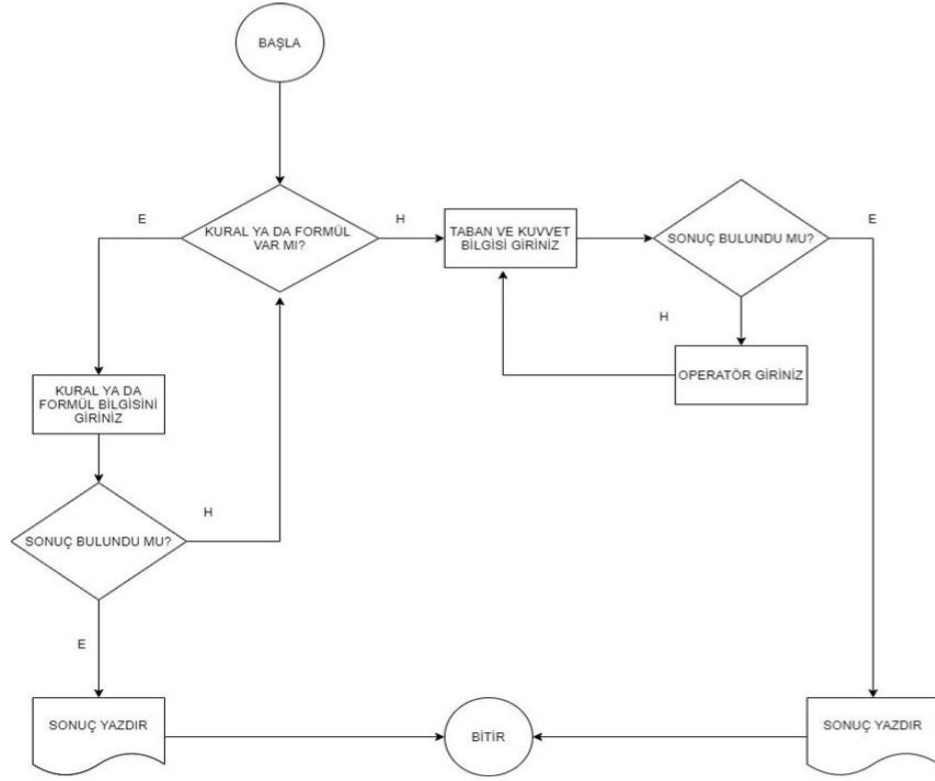 BAŞLA
E
KURAL YA DA FORMÜL
VAR MI?
H
TABAN VE KUVVET
BİLGİSİ GİRİNİZ
SONUÇ BULUNDU MU?
E
H
OPERATÖR GİRİNİZ
KURAL YA DA
FORMÜL BİLGİSİNİ
GİRİNİZ
SONUÇ BULUNDU MU?
H
E
SONUÇ YAZDIR
BİTİR
SONUÇ YAZDIR